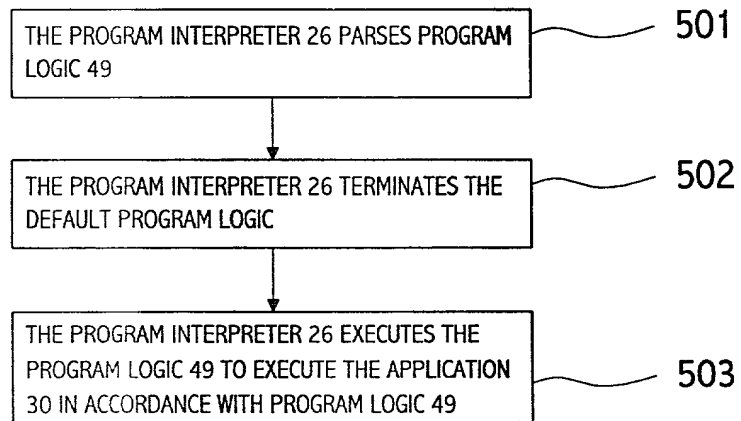 THE PROGRAM INTERPRETER 26 PARSES PROGRAM
LOGIC 49
501
THE PROGRAM INTERPRETER 26 TERMINATES THE
DEFAULT PROGRAM LOGIC
502
THE PROGRAM INTERPRETER 26 EXECUTES THE
PROGRAM LOGIC 49 TO EXECUTE THE APPLICATION
30 IN ACCORDANCE WITH PROGRAM LOGIC 49
503